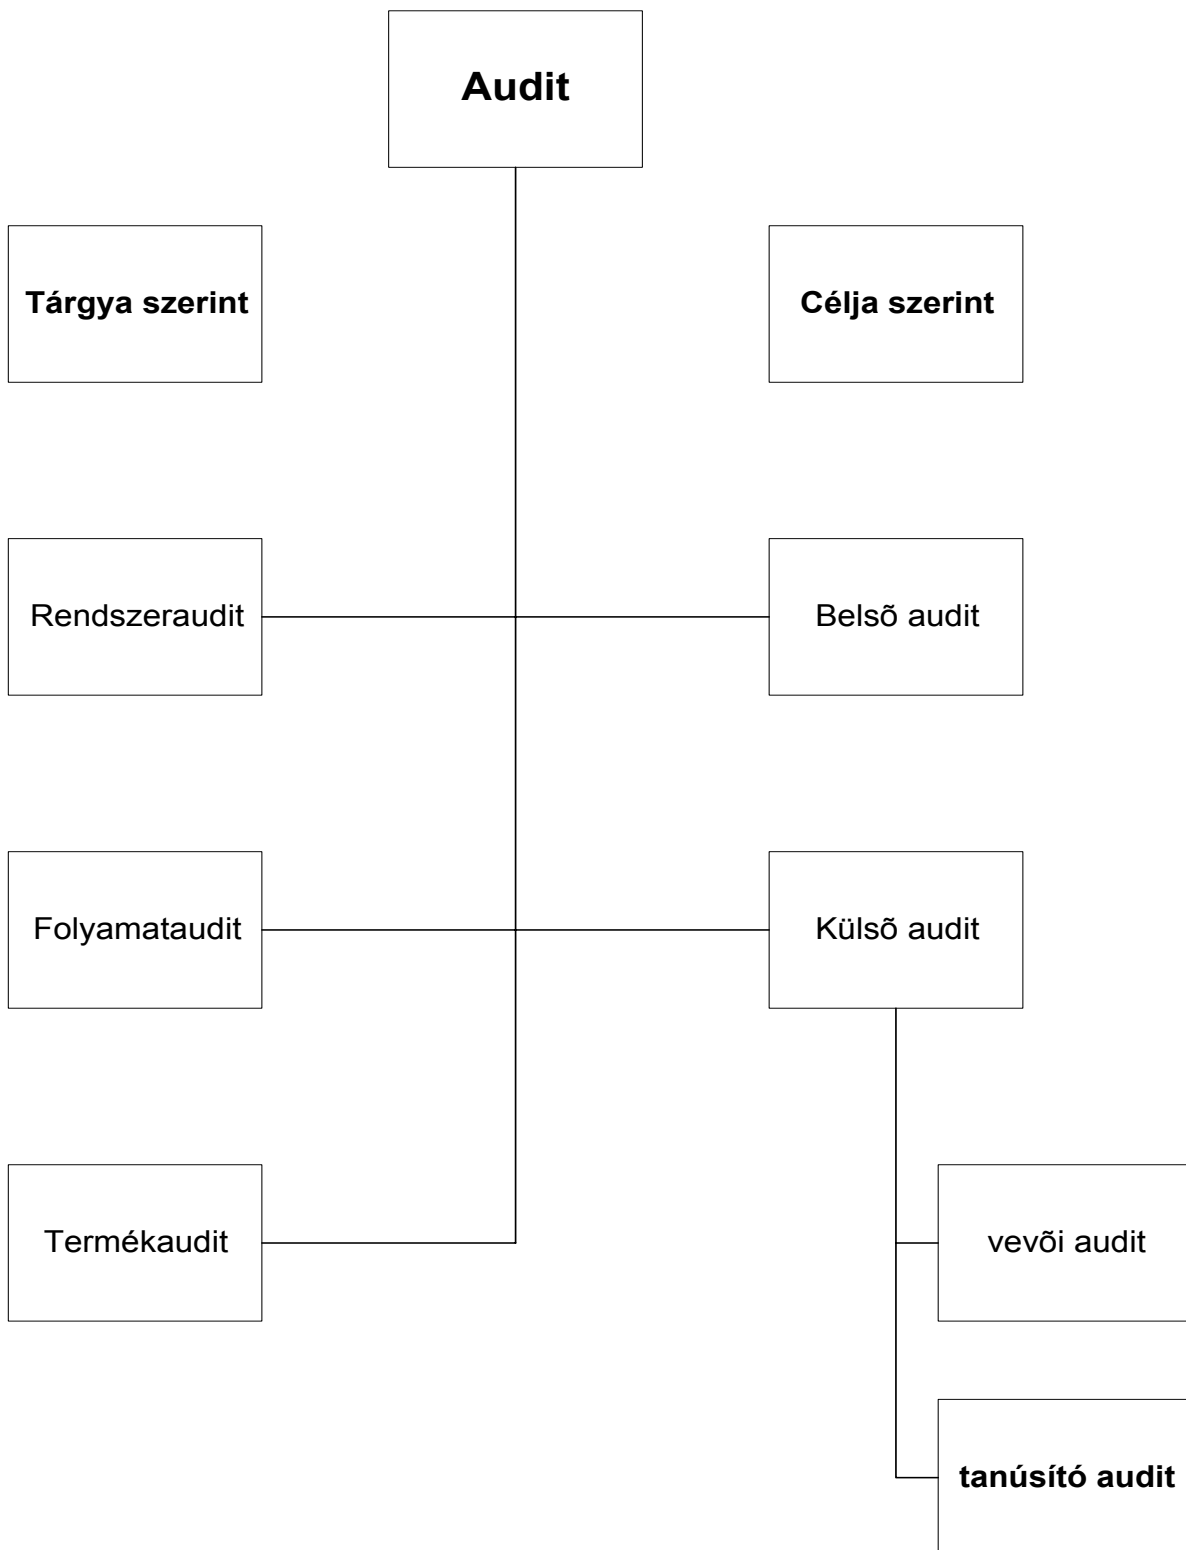 Audit
Tárgya szerint
Célja szerint
Rendszeraudit
Belsõ audit
Folyamataudit
Külsõ audit
Termékaudit
vevõi audit
tanúsító audit